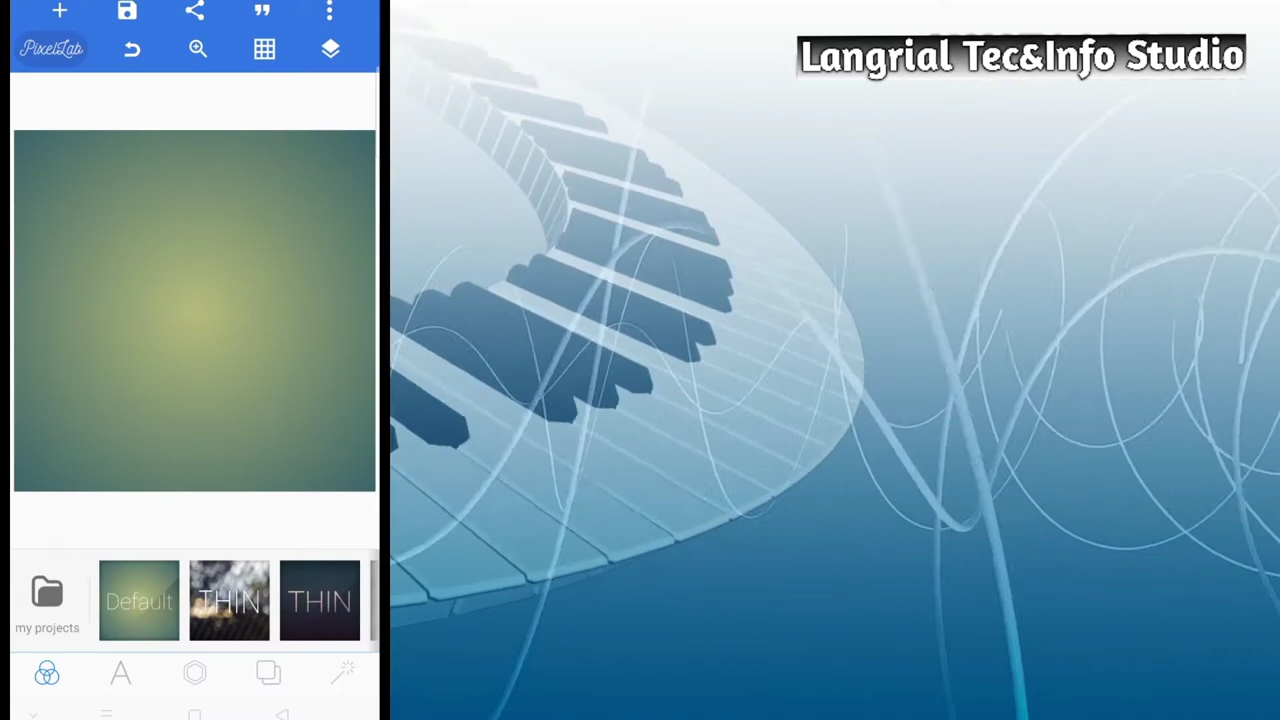 Langrial Tec&Info Studio
PixelLab
my projects
Default
THIN
THIN